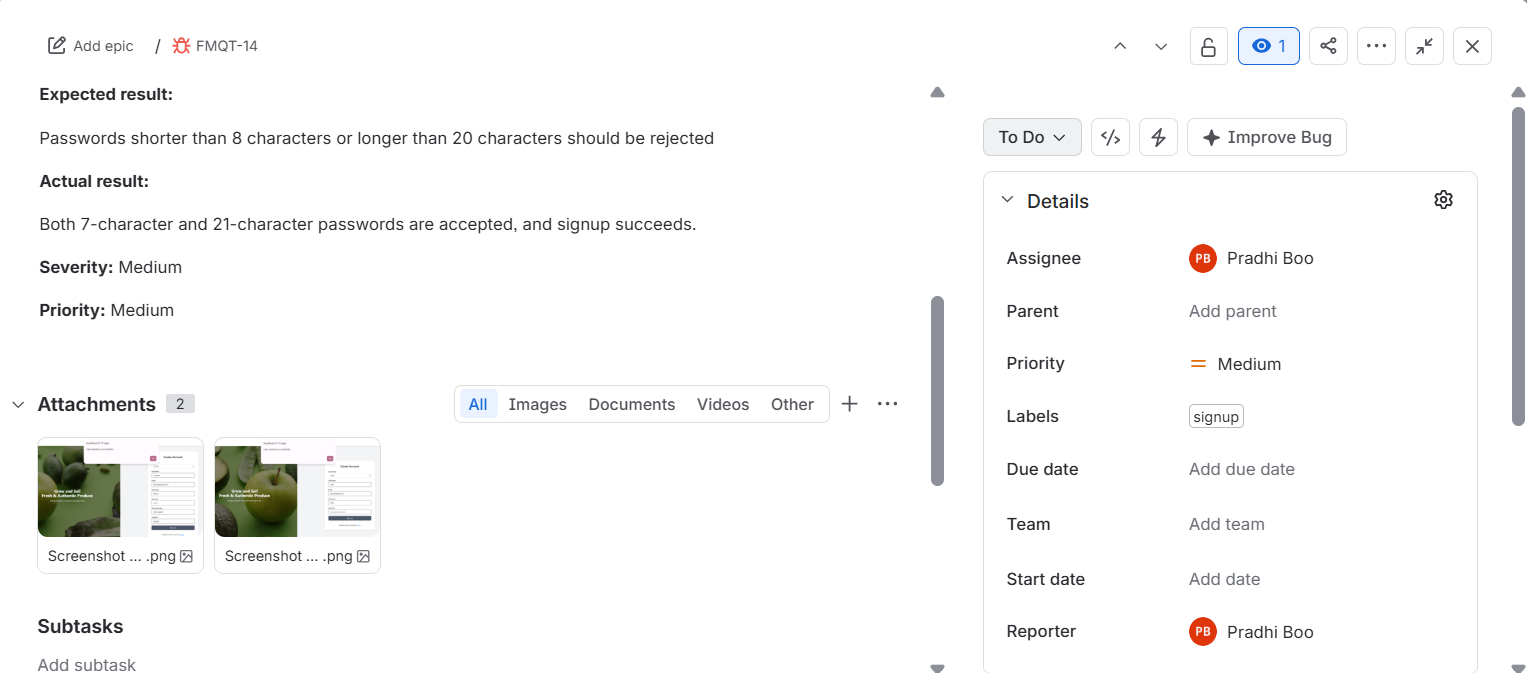 Add epic / FMQT-14
1
Expected result:
Passwords shorter than 8 characters or longer than 20 characters should be rejected
Actual result:
Both 7-character and 21-character passwords are accepted, and signup succeeds.
Severity: Medium
Priority: Medium
Attachments 2
All Images Documents Videos Other
Grow and Sell
Fresh & Authentic Produce
Create Account
Screenshot ... .png
Grow and Sell
Fresh & Authentic Produce
Create Account
Screenshot ... .png
Subtasks
Add subtask
To Do
Improve Bug
Details
Assignee PB Pradhi Boo
Parent Add parent
Priority Medium
Labels signup
Due date Add due date
Team Add team
Start date Add date
Reporter PB Pradhi Boo